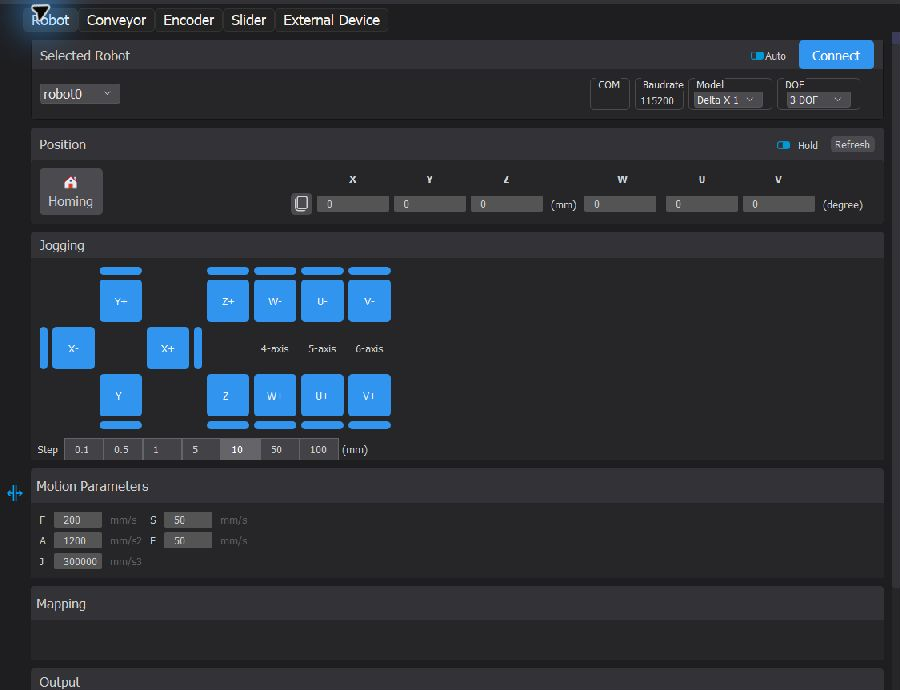 Robot Conveyor Encoder Slider External Device
Selected Robot Auto Connect
robot0 COM Baudrate 115200 Model Delta X 1 DOF 3 DOF
Position Hold Refresh
Homing
X Y Z W U V
0 0 0 (mm) 0 0 0 (degree)
Jogging
Y+ Z+ W- U- V-
X- X+ 4-axis 5-axis 6-axis
Y Z W+ U+ V+
Step 0.1 0.5 1 5 10 50 100 (mm)
Motion Parameters
F 200 mm/s S 50 mm/s
A 1200 mm/s2 E 50 mm/s
J 300000 mm/s3
Mapping
Output